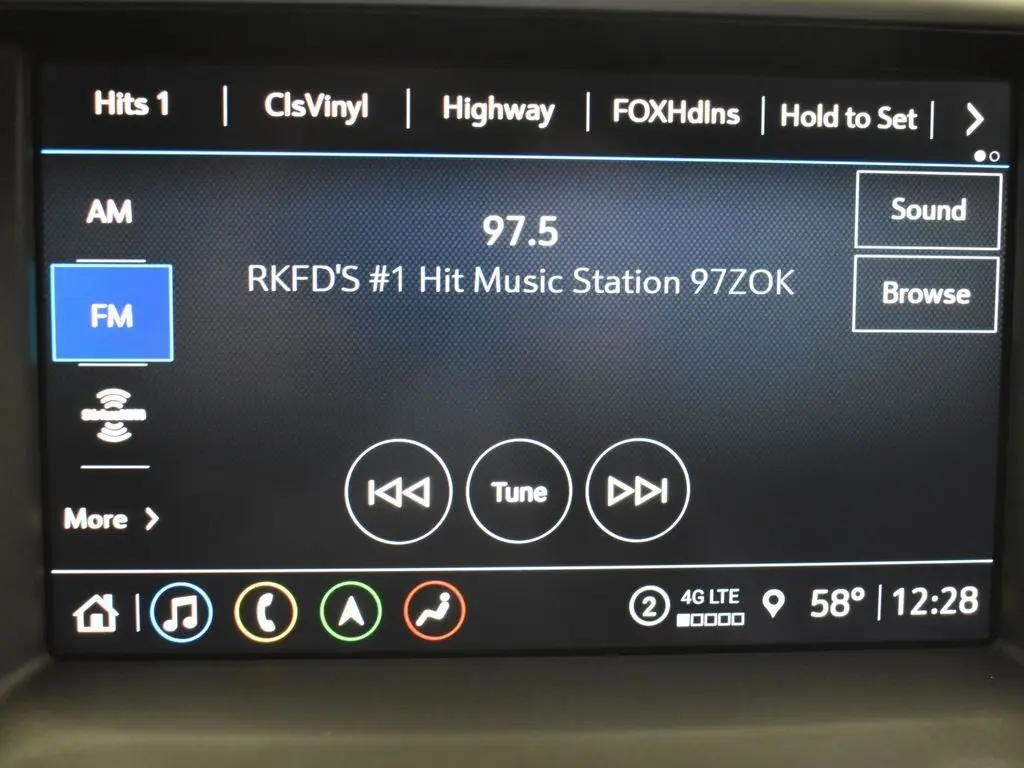 Hits 1 | ClsVinyl | Highway | FOXHdlns | Hold to Set |
AM
97.5
Sound
RKFD'S #1 Hit Music Station 97ZOK
Browse
FM
SiriusXM
Tune
More
2 4G LTE 58° | 12:28